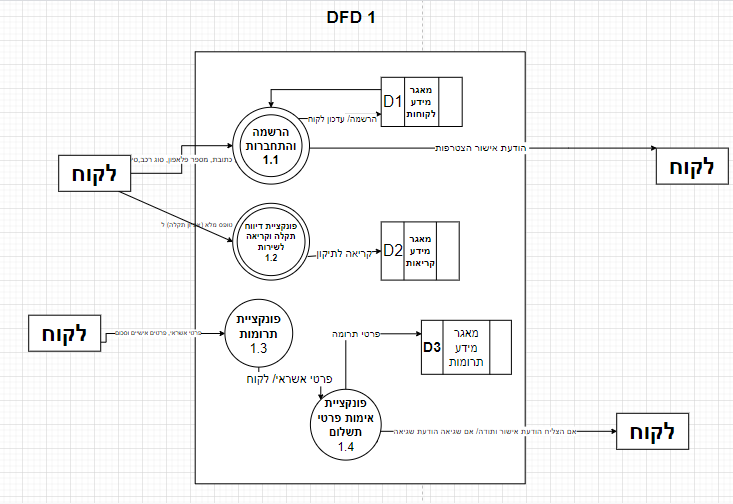 DFD 1
מאגר
מידע
לקוחות
D1
הרשמה/ עדכון לקוח
הרשמה
והתחברות
1.1
הודעת אישור הצטרפות
לקוח
כתובת, מספר פלאפון, סוג רכב,
לקוח
טופס מלא
תקלה) ל
פונקציית דיווח
תקלה וקריאה
לשירות
1.2
קריאה לתיקון
D2
מאגר
מידע
קריאות
לקוח
פרטי אשראי, פרטים אישיים וסכום
פונקציית
תרומות
1.3
פרטי תרומה
D3
מאגר
מידע
תרומות
פרטי אשראי/ לקוח
פונקציית
אימות פרטי
תשלום
1.4
אם הצליח הודעת אישור ותודה/ אם שגיאה הודעת שגיאה
לקוח